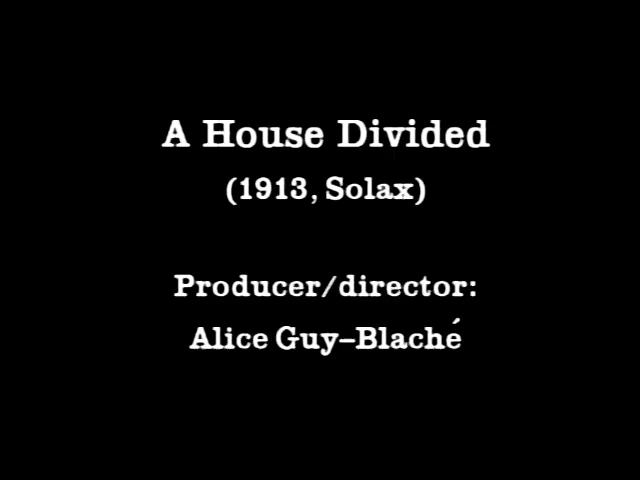 A House Divided
(1913, Solax)
Producer/director:
Alice Guy–Blaché